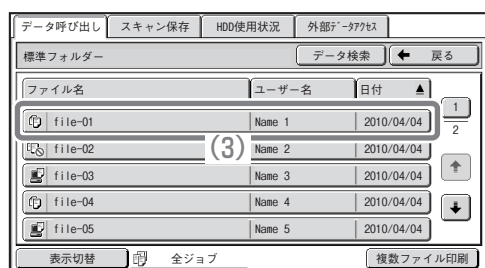 データ呼び出し スキャン保存 HDD使用状況 外部ﾃﾞｰﾀｱｸｾｽ
標準フォルダー データ検索 戻る
ファイル名 ユーザー名 日付
file-01 Name 1 2010/04/04
(3)
file-02 Name 2 2010/04/04
file-03 Name 3 2010/04/04
file-04 Name 4 2010/04/04
file-05 Name 5 2010/04/04
1
2
表示切替 全ジョブ 複数ファイル印刷